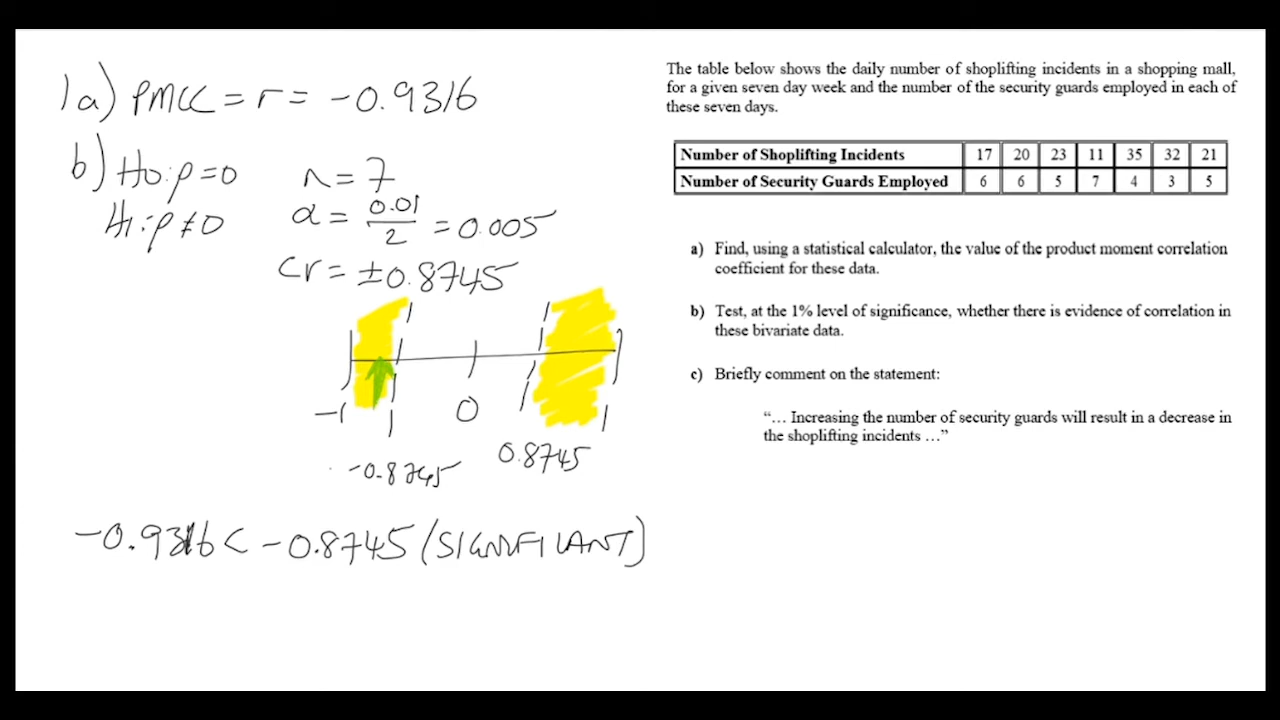 1a) PMCC = r = -0.9316
b) H0: ρ=0
H1: ρ≠0
n = 7
α = 0.01/2 = 0.005
cr = ±0.8745
-1
0
-0.8745
0.8745
-0.9316 < -0.8745 (SIGNIFICANT)
The table below shows the daily number of shoplifting incidents in a shopping mall,
for a given seven day week and the number of the security guards employed in each of
these seven days.
Number of Shoplifting Incidents 17 20 23 11 35 32 21
Number of Security Guards Employed 6 6 5 7 4 3 5
a) Find, using a statistical calculator, the value of the product moment correlation
coefficient for these data.
b) Test, at the 1% level of significance, whether there is evidence of correlation in
these bivariate data.
c) Briefly comment on the statement:
“… Increasing the number of security guards will result in a decrease in
the shoplifting incidents …”